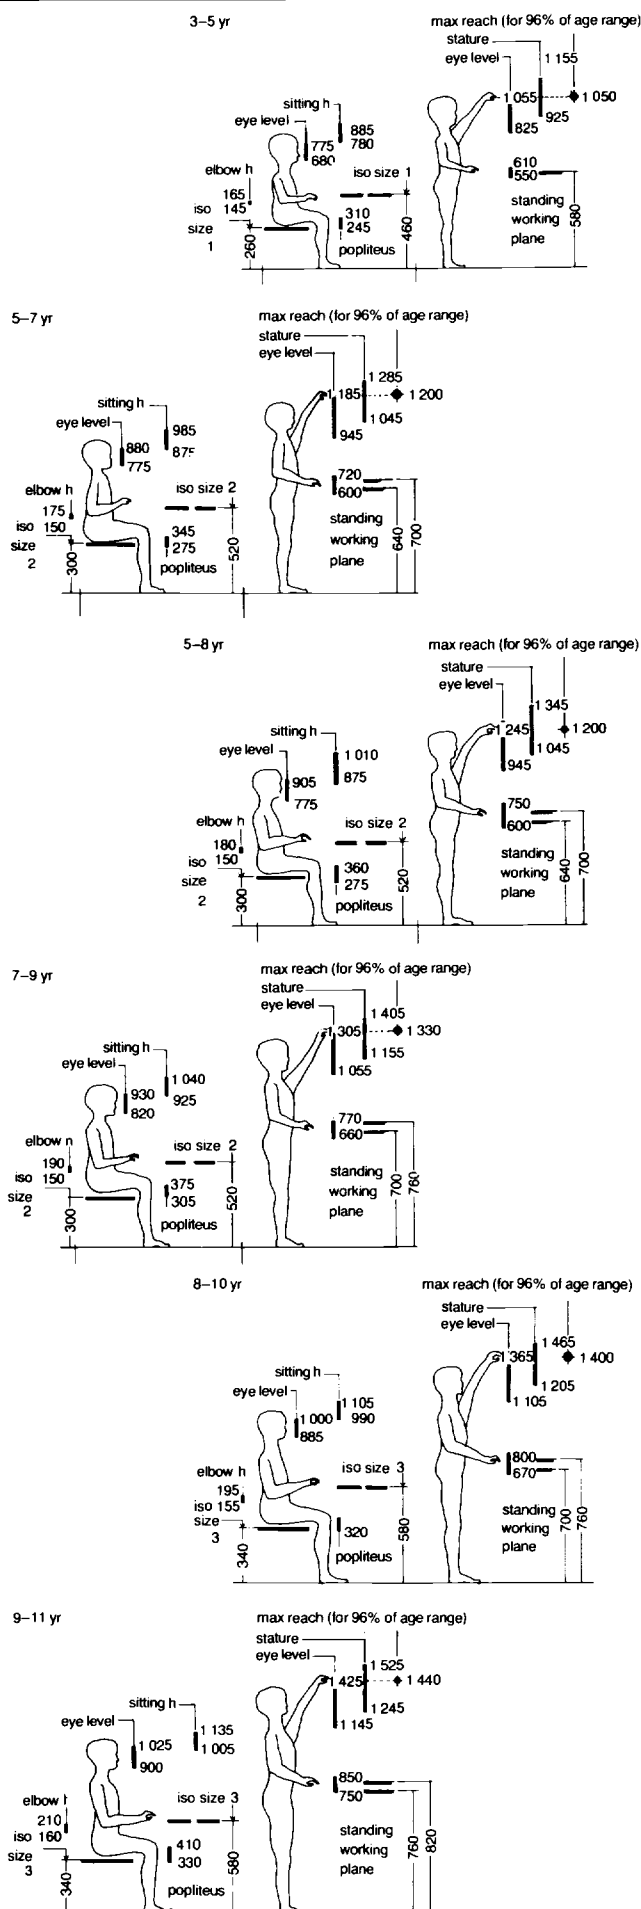 3–5 yr
max reach (for 96% of age range)
stature
1 155
eye level
1 055
1 050
925
825
sitting h
885
780
eye level
775
680
elbow h
165
145
iso
size
1
260
iso size 1
310
245
popliteus
460
610
550
standing
working
plane
580
5–7 yr
max reach (for 96% of age range)
stature
eye level
1 285
1 185
1 200
1 045
945
sitting h
985
875
eye level
880
775
elbow h
175
iso 150
size
2
300
iso size 2
345
275
popliteus
520
720
600
standing
working
plane
640
700
5–8 yr
max reach (for 96% of age range)
stature
eye level
1 345
1 245
1 200
1 045
945
sitting h
1 010
875
eye level
905
775
elbow h
180
iso 150
size
2
300
iso size 2
360
275
popliteus
520
750
600
standing
working
plane
640
700
7–9 yr
max reach (for 96% of age range)
stature
eye level
1 405
1 305
1 330
1 155
1 055
sitting h
1 040
925
eye level
930
820
elbow h
190
iso 150
size
2
300
iso size 2
375
305
popliteus
520
770
660
standing
working
plane
700
760
8–10 yr
max reach (for 96% of age range)
stature
eye level
1 465
1 365
1 400
1 205
1 105
sitting h
1 105
990
eye level
1 000
885
elbow h
195
iso 155
size
3
340
iso size 3
320
popliteus
580
800
670
standing
working
plane
700
760
9–11 yr
max reach (for 96% of age range)
stature
eye level
1 525
1 425
1 440
1 245
1 145
sitting h
1 135
1 005
eye level
1 025
900
elbow h
210
iso 160
size
3
340
iso size 3
410
330
popliteus
580
850
750
standing
working
plane
760
820